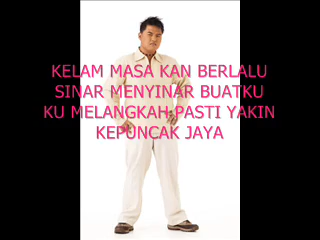 KELAM MASA KAN BERLALU
SINAR MENYINAR BUATKU
KU MELANGKAH PASTI YAKIN
KEPUNCAK JAYA